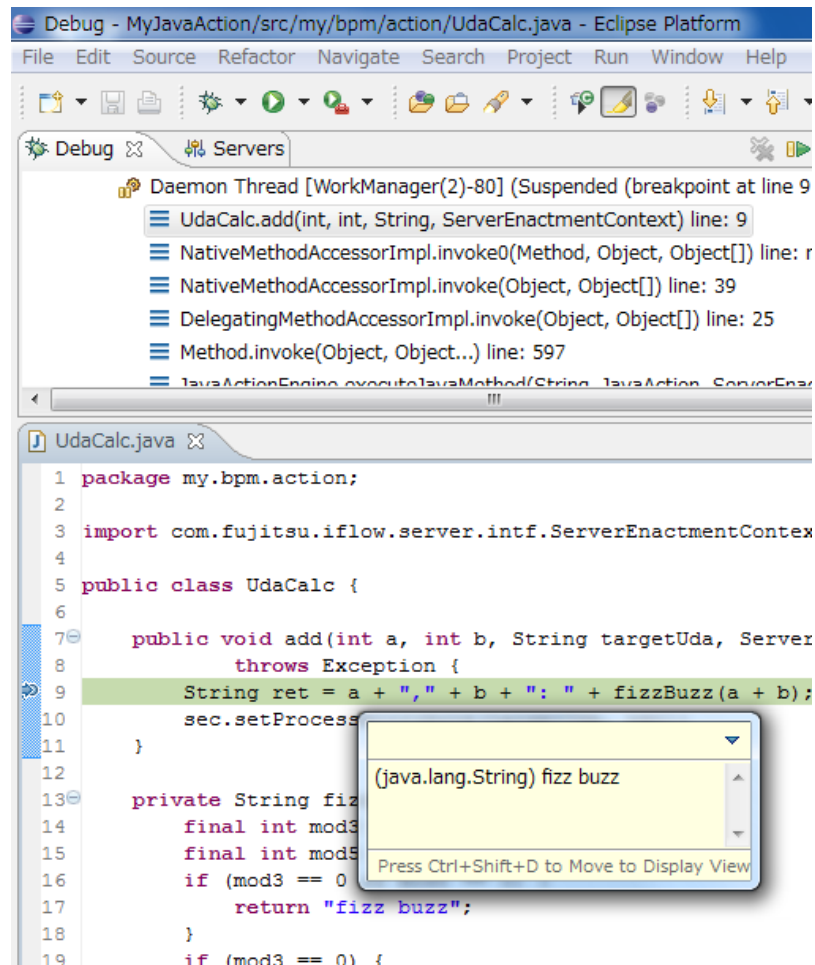 Debug - MyJavaAction/src/my/bpm/action/UdaCalc.java - Eclipse Platform
File Edit Source Refactor Navigate Search Project Run Window Help
Debug Servers
Daemon Thread [WorkManager(2)-80] (Suspended (breakpoint at line 9
UdaCalc.add(int, int, String, ServerEnactmentContext) line: 9
NativeMethodAccessorImpl.invoke0(Method, Object, Object[]) line:
NativeMethodAccessorImpl.invoke(Object, Object[]) line: 39
DelegatingMethodAccessorImpl.invoke(Object, Object[]) line: 25
Method.invoke(Object, Object...) line: 597
JavaActionEngine.executeJavaMethod(String, JavaAction,
UdaCalc.java
1 package my.bpm.action;
2
3 import com.fujitsu.iflow.server.intf.ServerEnactmentContex
4
5 public class UdaCalc {
6
7 public void add(int a, int b, String targetUda, Server
8 throws Exception {
9 String ret = a + "," + b + ": " + fizzBuzz(a + b);
10 sec.setProcess
11 }
12
13 private String fiz
14 final int mod3
15 final int mod5
16 if (mod3 == 0
17 return "fizz buzz";
18 }
19 if (mod3 == 0) {
(java.lang.String) fizz buzz
Press Ctrl+Shift+D to Move to Display View